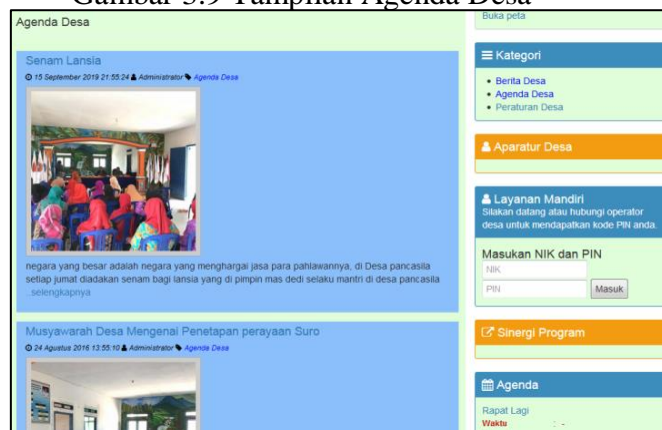 Gambar 3.9 Tampilan Agenda Desa
Agenda Desa
Senam Lansia
15 September 2019 21:55:24 Administrator Agenda Desa
negara yang besar adalah negara yang menghargai jasa para pahlawannya, di Desa pancasila
setiap jumat diadakan senam bagi lansia yang di pimpin mas dedi selaku mantri di desa pancasila
..selengkapnya
Musyawarah Desa Mengenai Penetapan perayaan Suro
24 Agustus 2016 13:55:10 Administrator Agenda Desa
Buka peta
Kategori
Berita Desa
Agenda Desa
Peraturan Desa
Aparatur Desa
Layanan Mandiri
Silakan datang atau hubungi operator
desa untuk mendapatkan kode PIN anda.
Masukan NIK dan PIN
NIK
PIN Masuk
Sinergi Program
Agenda
Rapat Lagi
Waktu : -